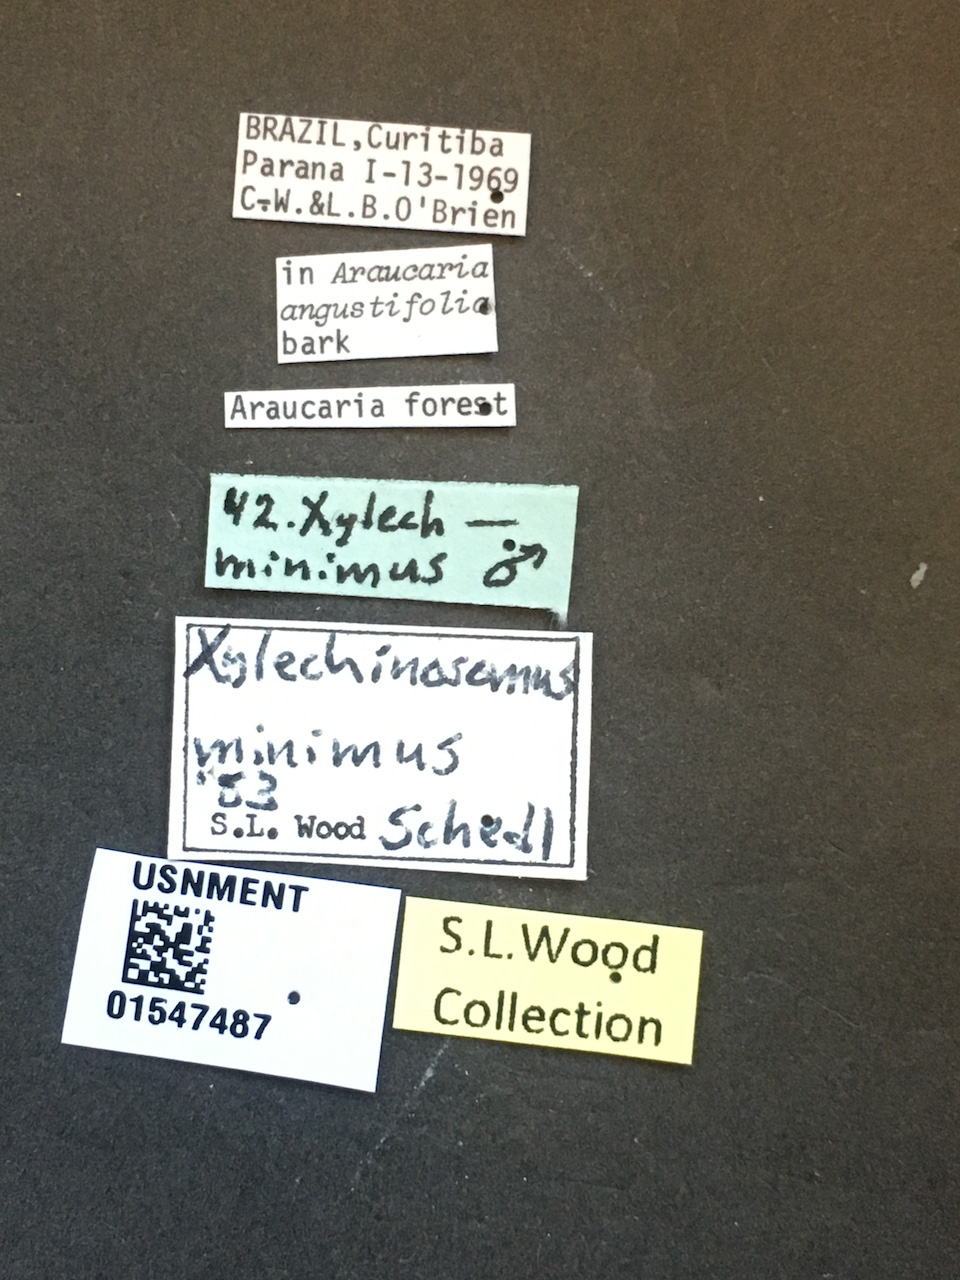 BRAZIL,Curitiba
Parana I-13-1969
C.W.&L.B.O'Brien
in Araucaria
angustifolia
bark
Araucaria forest
42.Xylech —
minimus ♂
Xylechinosomus
minimus
'83
S.L. Wood Schedl
USNMENT
01547487
S.L.Wood
Collection